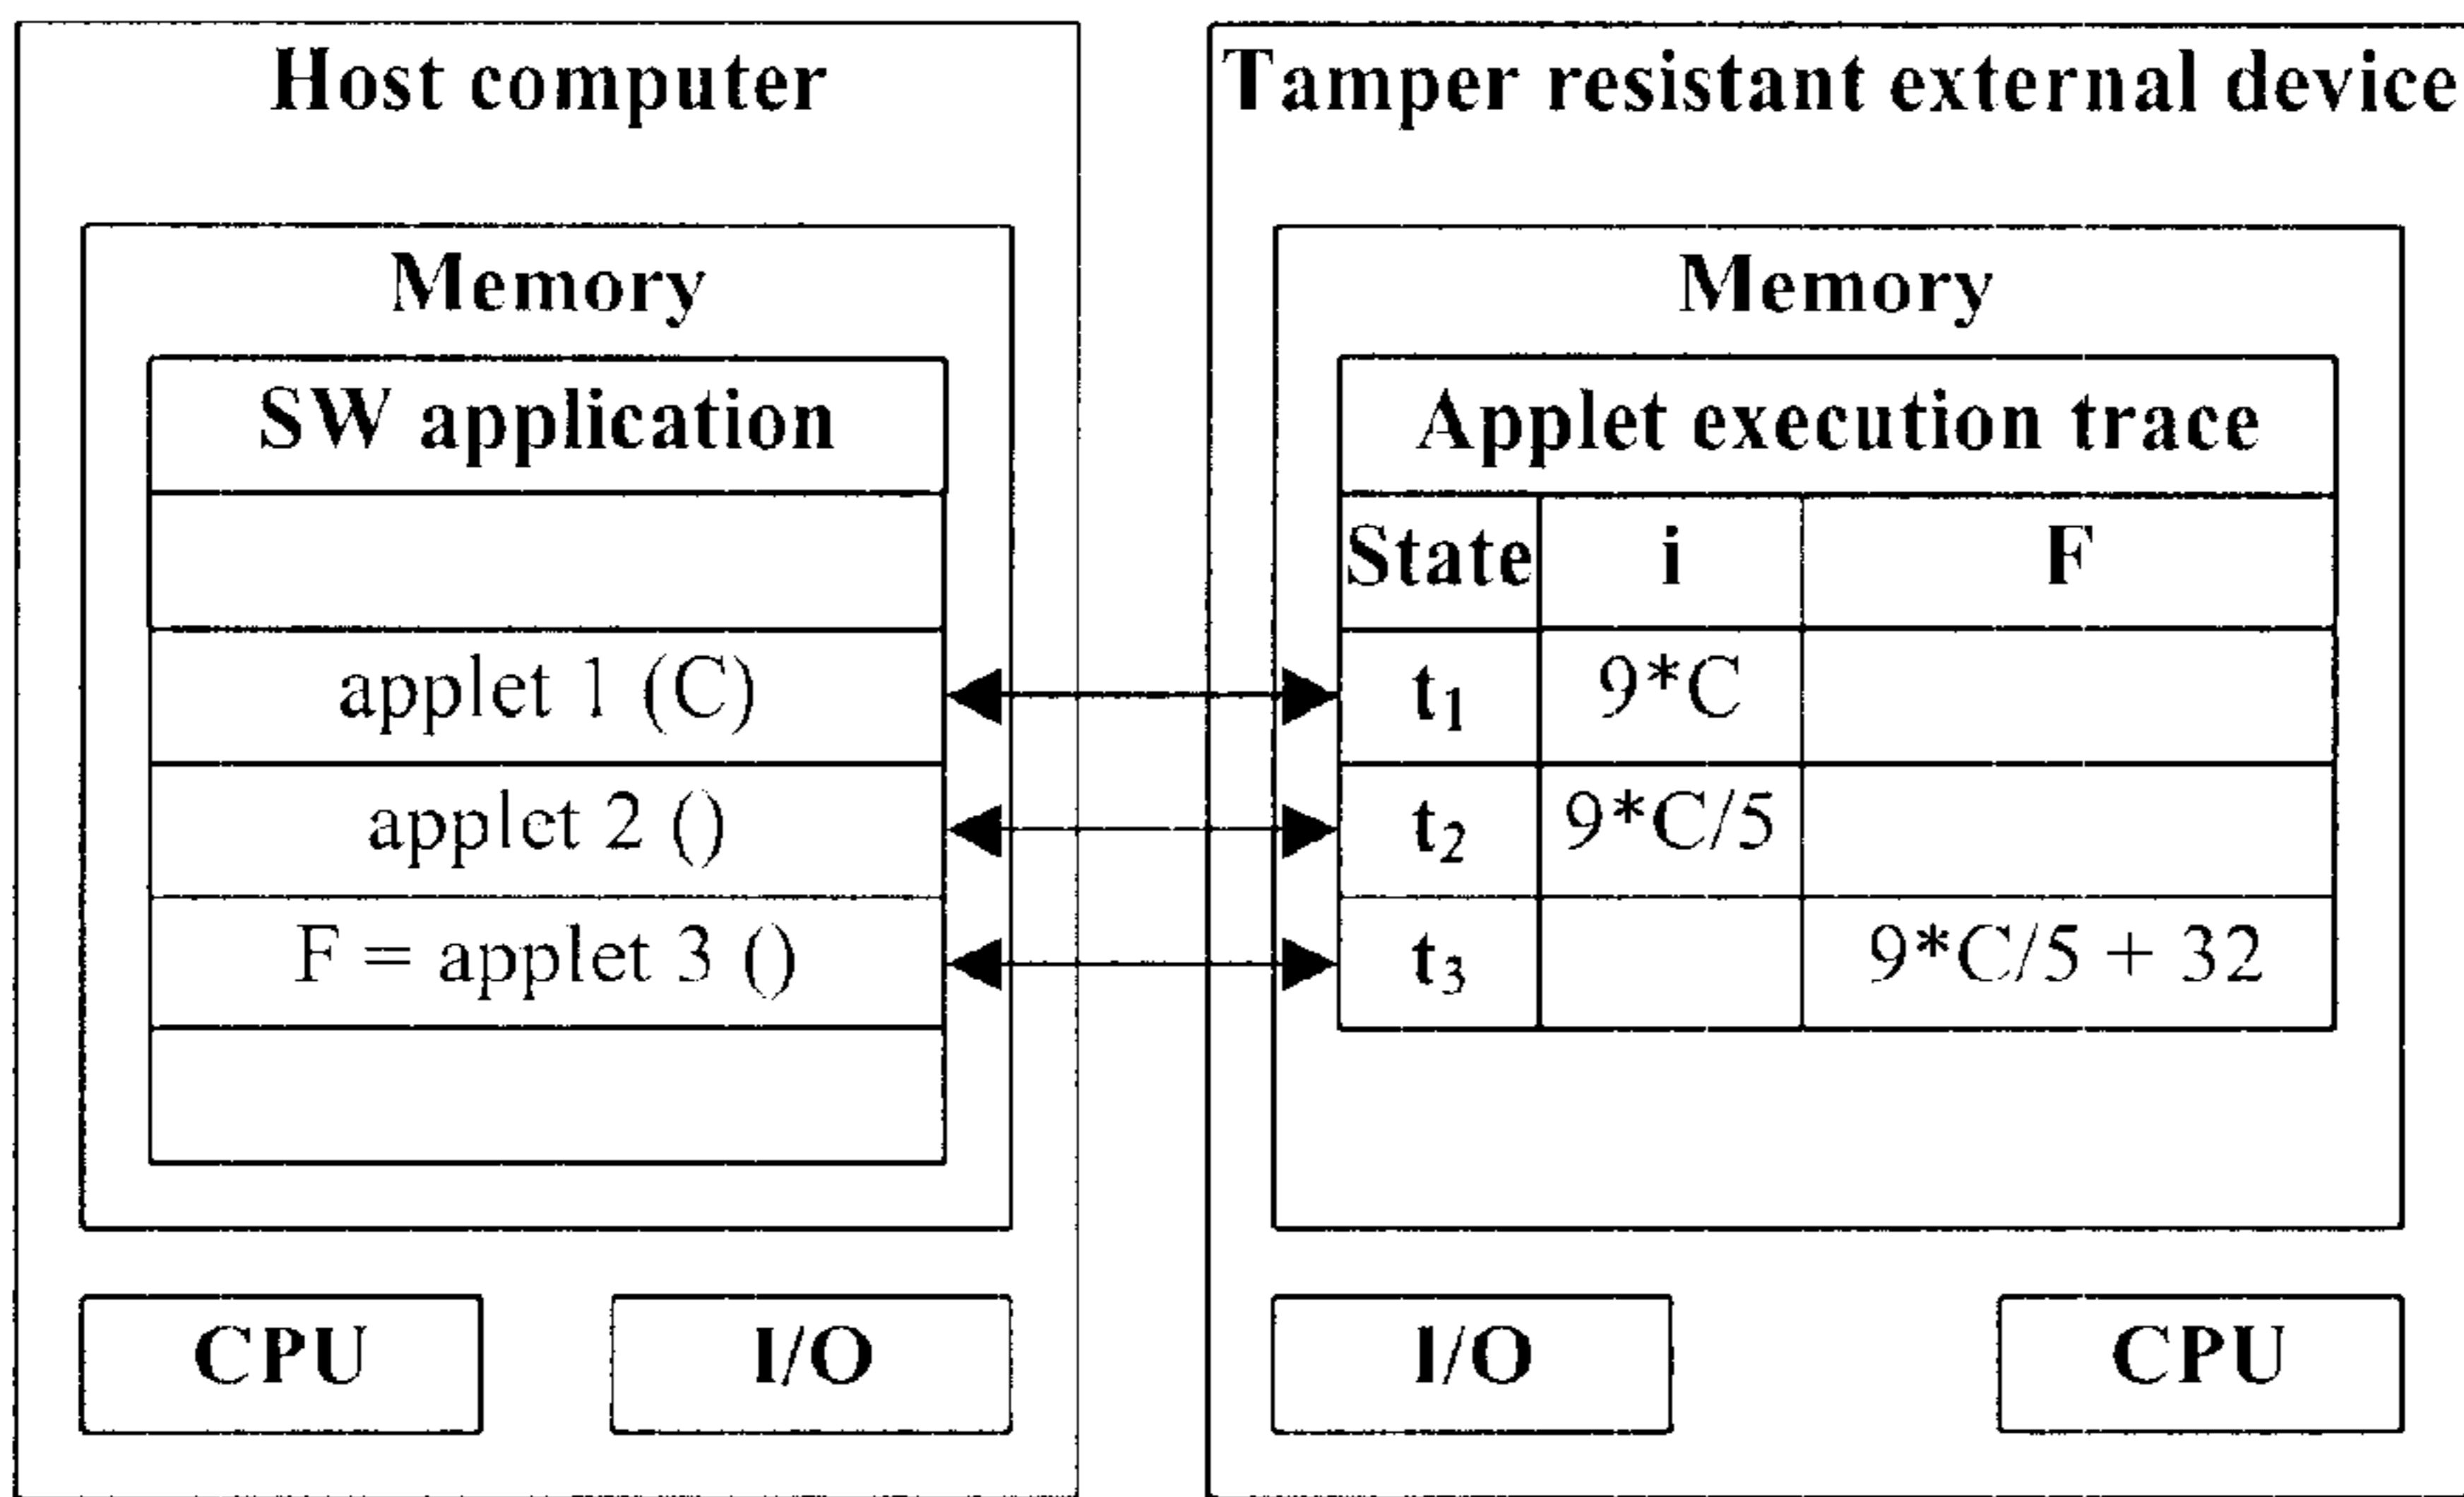 Host computer
Memory
SW application
applet 1 (C)
applet 2 ()
F = applet 3 ()
CPU
I/O
Tamper resistant external device
Memory
Applet execution trace
State i F
t₁ 9*C
t₂ 9*C/5
t₃ 9*C/5 + 32
I/O
CPU